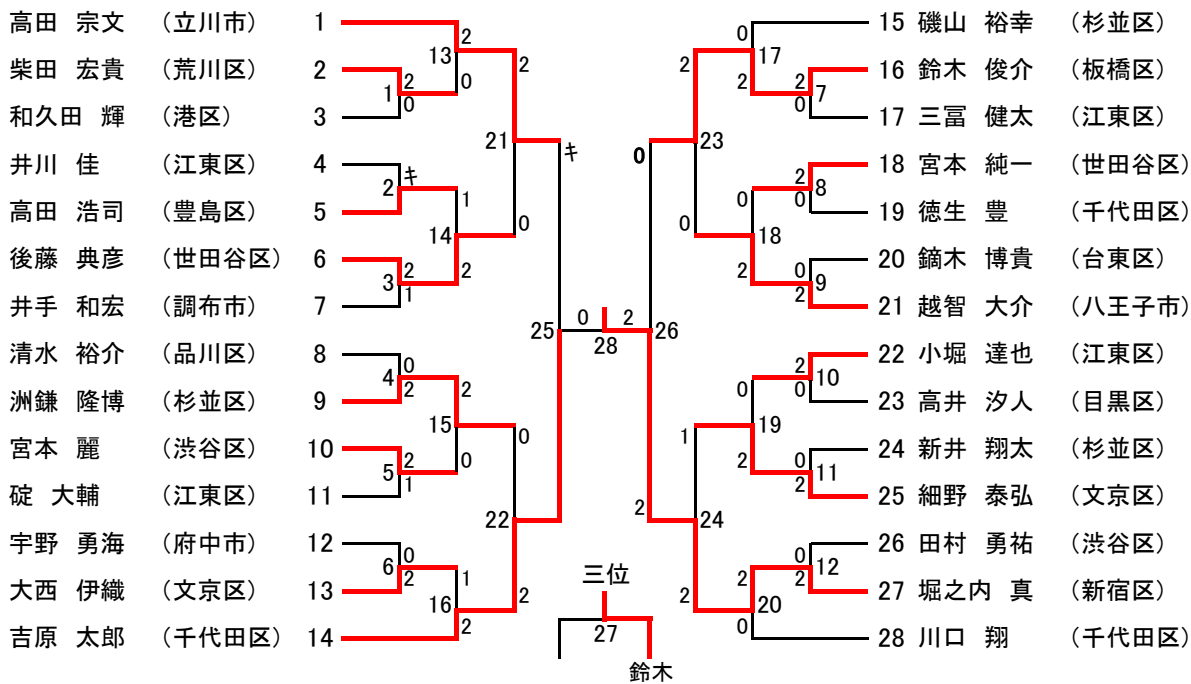 高田 宗文 （立川市） 1
柴田 宏貴 （荒川区） 2
和久田 輝 （港区） 3
井川 佳 （江東区） 4
高田 浩司 （豊島区） 5
後藤 典彦 （世田谷区） 6
井手 和宏 （調布市） 7
清水 裕介 （品川区） 8
洲鎌 隆博 （杉並区） 9
宮本 麗 （渋谷区） 10
碇 大輔 （江東区） 11
宇野 勇海 （府中市） 12
大西 伊織 （文京区） 13
吉原 太郎 （千代田区） 14
1 2 0
2 キ
3 2 1
4 0 2
5 2 1
6 0 2
13 2 0
14 1 2
15 2 0
16 1 2
21 2 0
22 0 2
25 キ
0 2
28
26 0 2
23 2 0
24 1 2
17 0 2
18 0 2
19 0 2
20 2 0
7 2 0
8 2 0
9 0 2
10 2 0
11 0 2
12 0 2
三位
27
鈴木
15 磯山 裕幸 （杉並区）
16 鈴木 俊介 （板橋区）
17 三冨 健太 （江東区）
18 宮本 純一 （世田谷区）
19 徳生 豊 （千代田区）
20 鏑木 博貴 （台東区）
21 越智 大介 （八王子市）
22 小堀 達也 （江東区）
23 高井 汐人 （目黒区）
24 新井 翔太 （杉並区）
25 細野 泰弘 （文京区）
26 田村 勇祐 （渋谷区）
27 堀之内 真 （新宿区）
28 川口 翔 （千代田区）